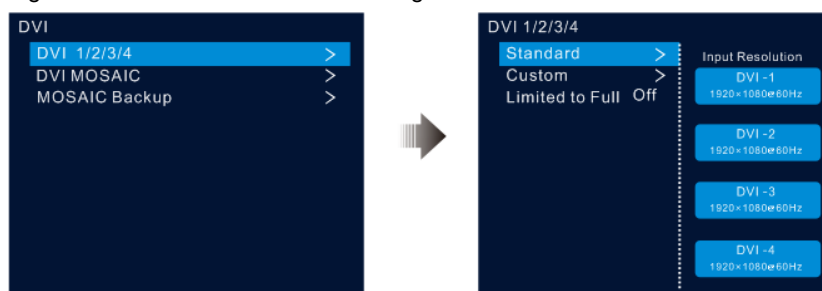 DVI
DVI 1/2/3/4 >
DVI MOSAIC >
MOSAIC Backup >
DVI 1/2/3/4
Standard >
Custom >
Limited to Full Off
Input Resolution
DVI -1
1920×1080@60Hz
DVI -2
1920×1080@60Hz
DVI -3
1920×1080@60Hz
DVI -4
1920×1080@60Hz